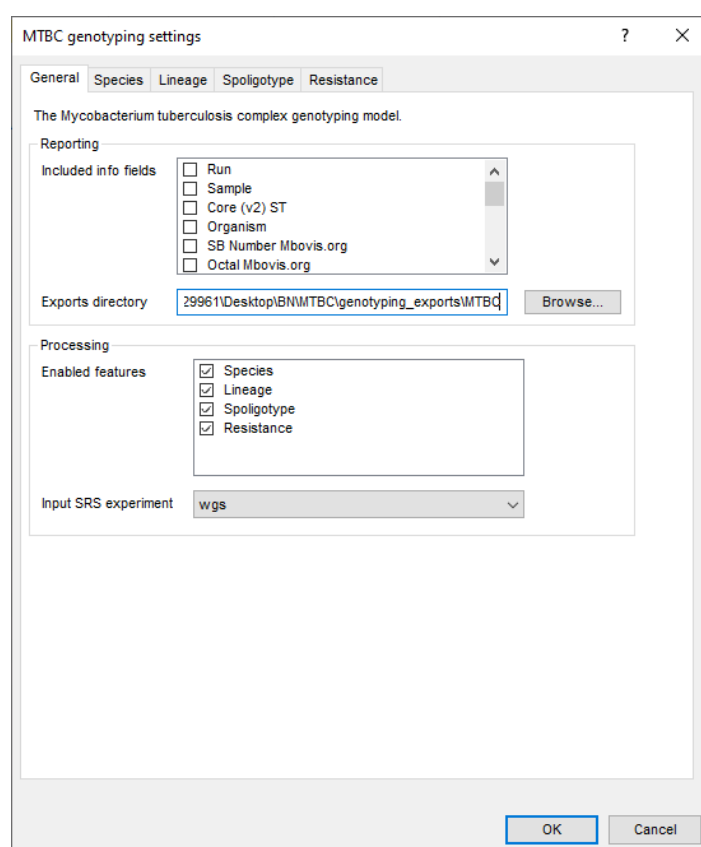 MTBC genotyping settings ?
General Species Lineage Spoligotype Resistance
The Mycobacterium tuberculosis complex genotyping model.
Reporting
Included info fields
Run
Sample
Core (v2) ST
Organism
SB Number Mbovis.org
Octal Mbovis.org
Exports directory 29961\Desktop\BN\MTBC\genotyping_exports\MTBC Browse...
Processing
Enabled features
Species
Lineage
Spoligotype
Resistance
Input SRS experiment wgs
OK Cancel